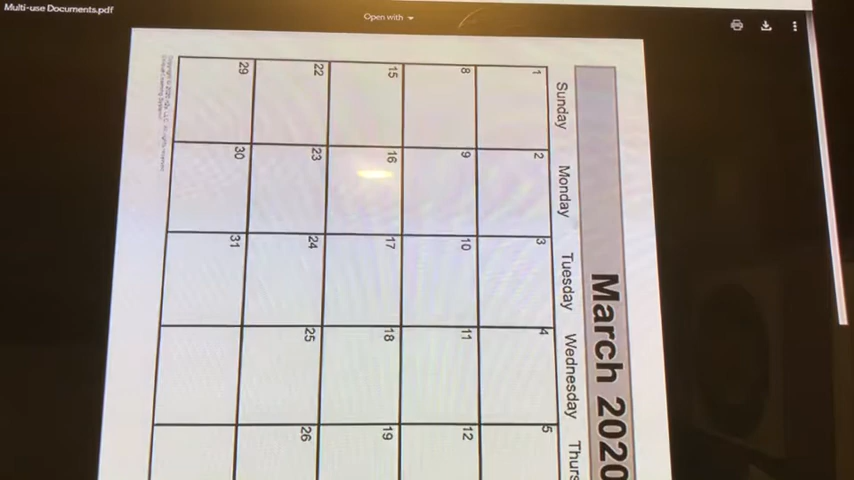 Multi-use Documents.pdf
Open with
March 2020
Sunday Monday Tuesday Wednesday Thurs
1 2 3 4 5
8 9 10 11 12
15 16 17 18 19
22 23 24 25 26
29 30 31